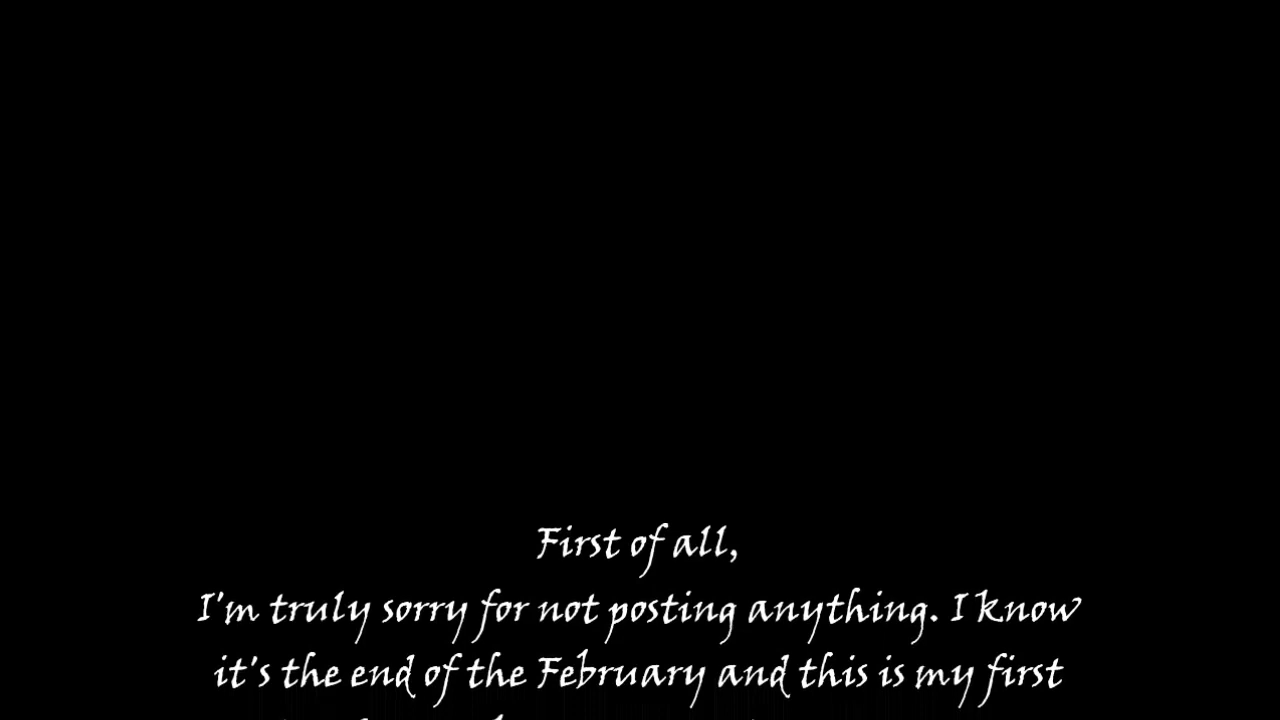 First of all,
I'm truly sorry for not posting anything. I know
it's the end of the February and this is my first